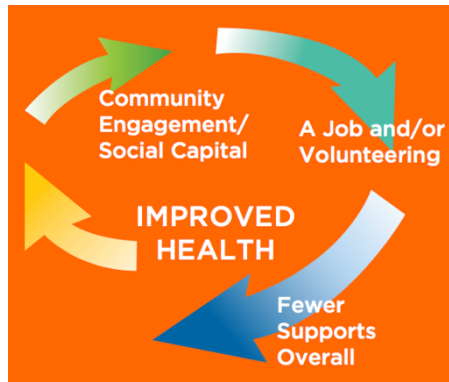 Community
Engagement/
Social Capital
A Job and/or
Volunteering
IMPROVED
HEALTH
Fewer
Supports
Overall